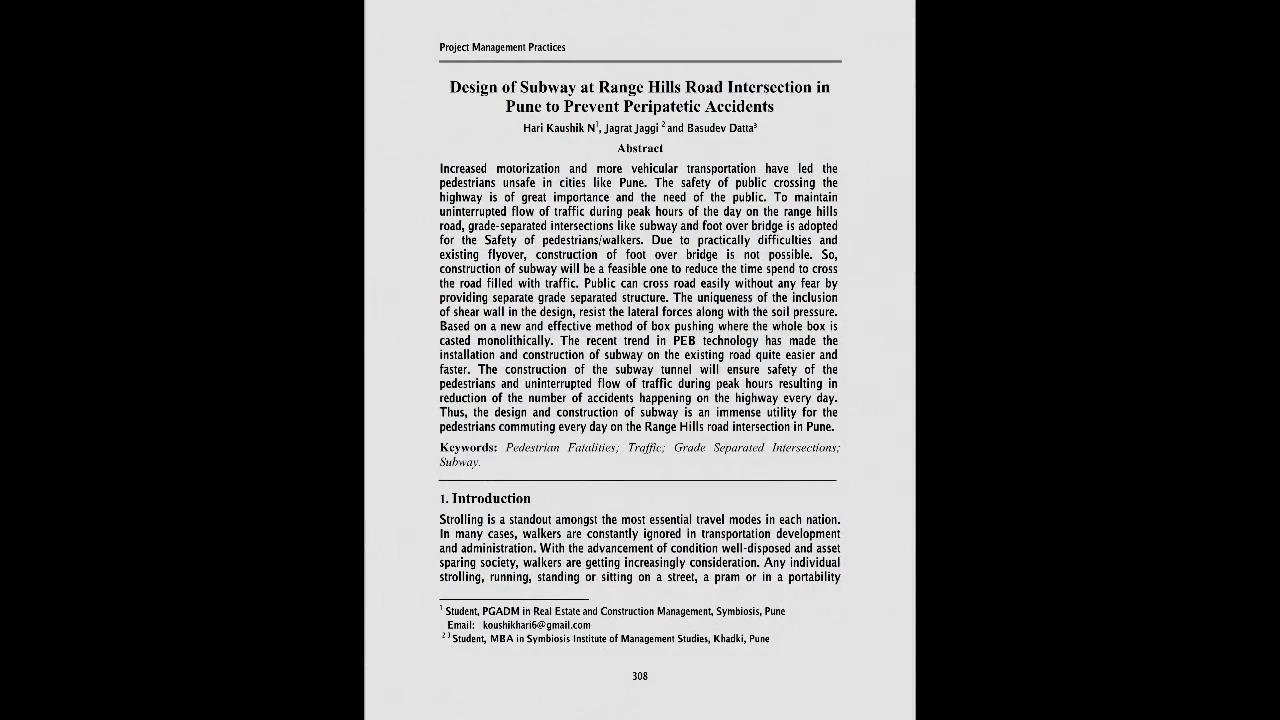 Project Management Practices
Design of Subway at Range Hills Road Intersection in
Pune to Prevent Peripatetic Accidents
Hari Kaushik N1, Jagrat Jaggi 2 and Basudev Datta3
Abstract
Increased motorization and more vehicular transportation have led the
pedestrians unsafe in cities like Pune. The safety of public crossing the
highway is of great importance and the need of the public. To maintain
uninterrupted flow of traffic during peak hours of the day on the range hills
road, grade-separated intersections like subway and foot over bridge is adopted
for the Safety of pedestrians/walkers. Due to practically difficulties and
existing flyover, construction of foot over bridge is not possible. So,
construction of subway will be a feasible one to reduce the time spend to cross
the road filled with traffic. Public can cross road easily without any fear by
providing separate grade separated structure. The uniqueness of the inclusion
of shear wall in the design, resist the lateral forces along with the soil pressure.
Based on a new and effective method of box pushing where the whole box is
casted monolithically. The recent trend in PEB technology has made the
installation and construction of subway on the existing road quite easier and
faster. The construction of the subway tunnel will ensure safety of the
pedestrians and uninterrupted flow of traffic during peak hours resulting in
reduction of the number of accidents happening on the highway every day.
Thus, the design and construction of subway is an immense utility for the
pedestrians commuting every day on the Range Hills road intersection in Pune.
Keywords: Pedestrian Fatalities; Traffic; Grade Separated Intersections;
Subway.
1. Introduction
Strolling is a standout amongst the most essential travel modes in each nation.
In many cases, walkers are constantly ignored in transportation development
and administration. With the advancement of condition well-disposed and asset
sparing society, walkers are getting increasingly consideration. Any individual
strolling, running, standing or sitting on a street, a pram or in a portability
1 Student, PGADM in Real Estate and Construction Management, Symbiosis, Pune
Email: koushikhari6@gmail.com
2 3 Student, MBA in Symbiosis Institute of Management Studies, Khadki, Pune
308